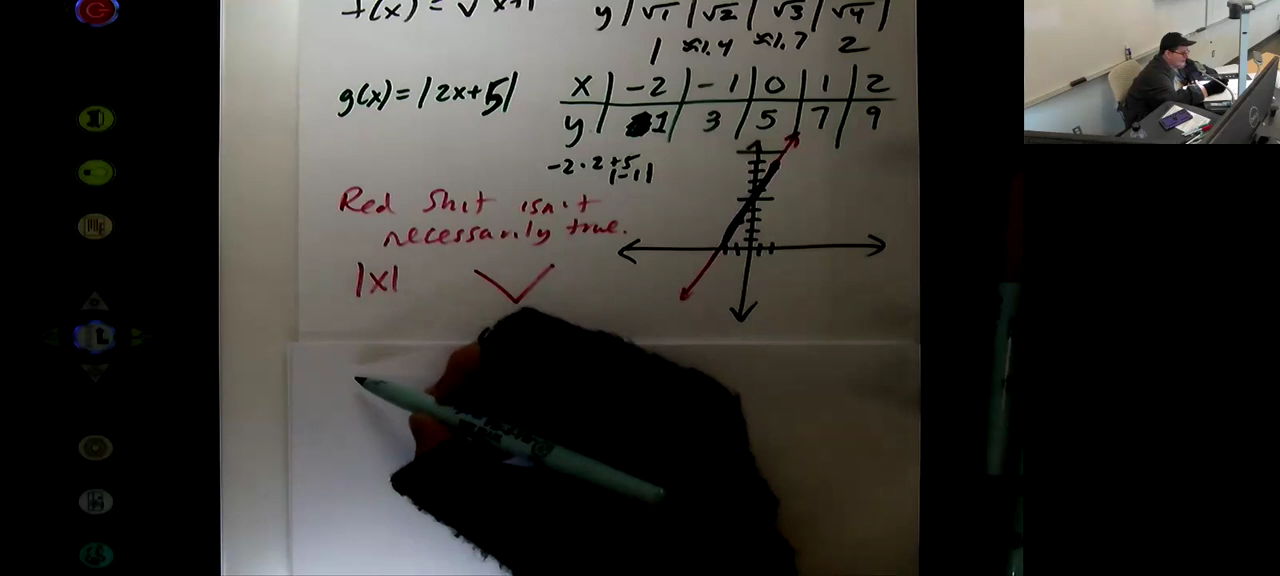 f(x) = √x+1
y | √1 | √2 | √3 | √4 |
1 ≈1.4 ≈1.7 2
g(x) = |2x+5|
x | -2 | -1 | 0 | 1 | 2
y | 1 | 3 | 5 | 7 | 9
-2·2+5
|-1|
Red Shit isn't
necessarily true.
|x|